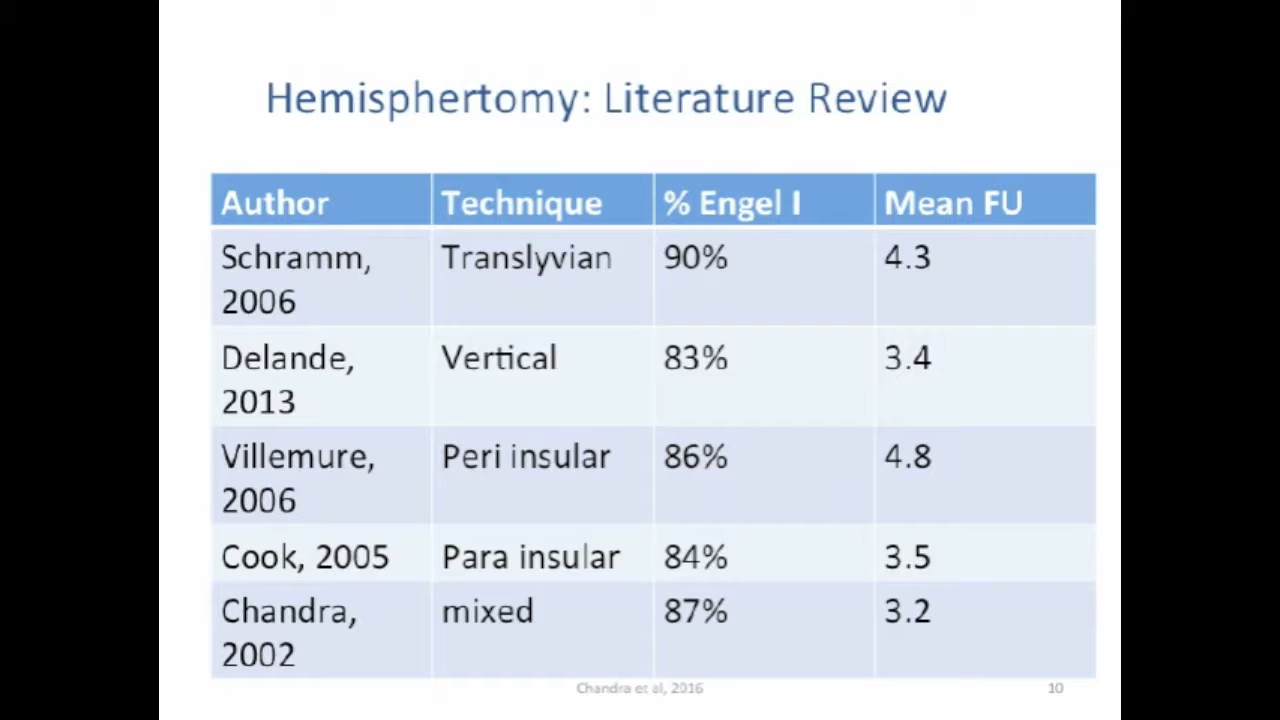 Hemisphertomy: Literature Review
Author Technique % Engel I Mean FU
Schramm, 2006 Translyvian 90% 4.3
Delande, 2013 Vertical 83% 3.4
Villemure, 2006 Peri insular 86% 4.8
Cook, 2005 Para insular 84% 3.5
Chandra, 2002 mixed 87% 3.2
Chandra et al, 2016 10